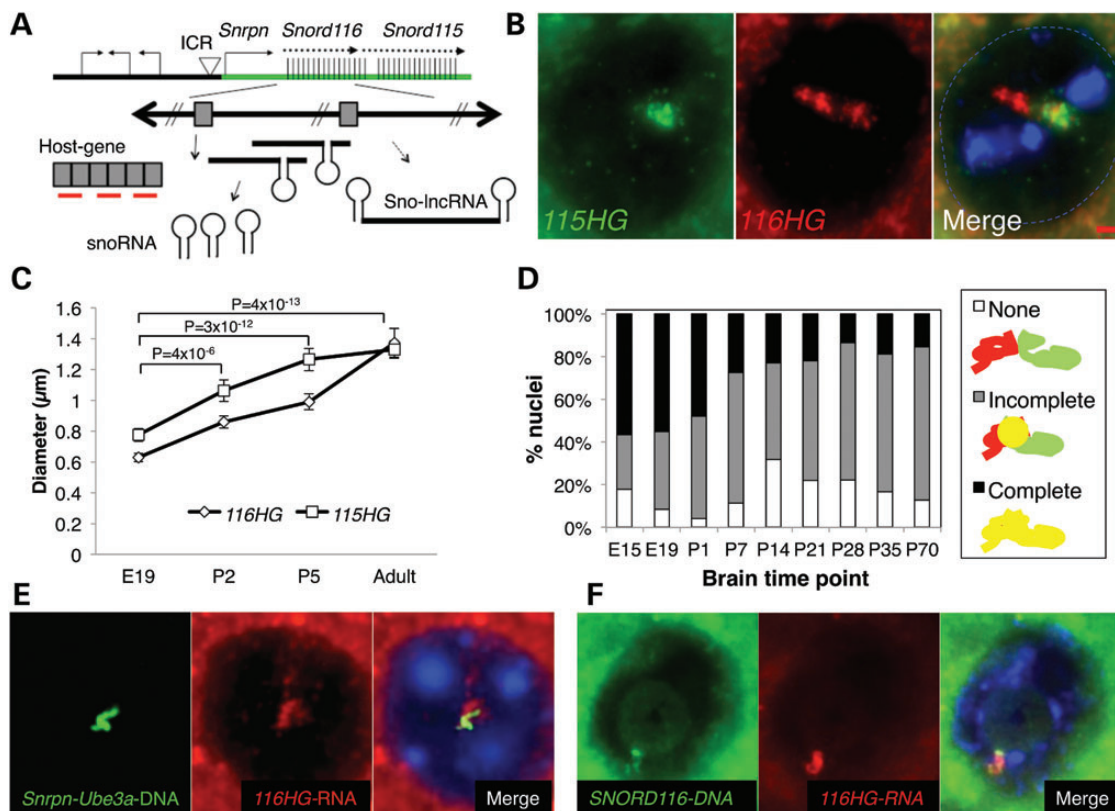 A
ICR
Snrpn
Snord116
Snord115
Host-gene
Sno-lncRNA
snoRNA
B
115HG
116HG
Merge
C
1.6
1.4
1.2
1
0.8
0.6
0.4
0.2
0
Diameter (µm)
P=4x10⁻¹³
P=3x10⁻¹²
P=4x10⁻⁶
116HG
115HG
E19 P2 P5 Adult
D
100%
80%
60%
40%
20%
0%
% nuclei
E15 E19 P1 P7 P14 P21 P28 P35 P70
Brain time point
None
Incomplete
Complete
E
Snrpn-Ube3a-DNA
116HG-RNA
Merge
F
SNORD116-DNA
116HG-RNA
Merge